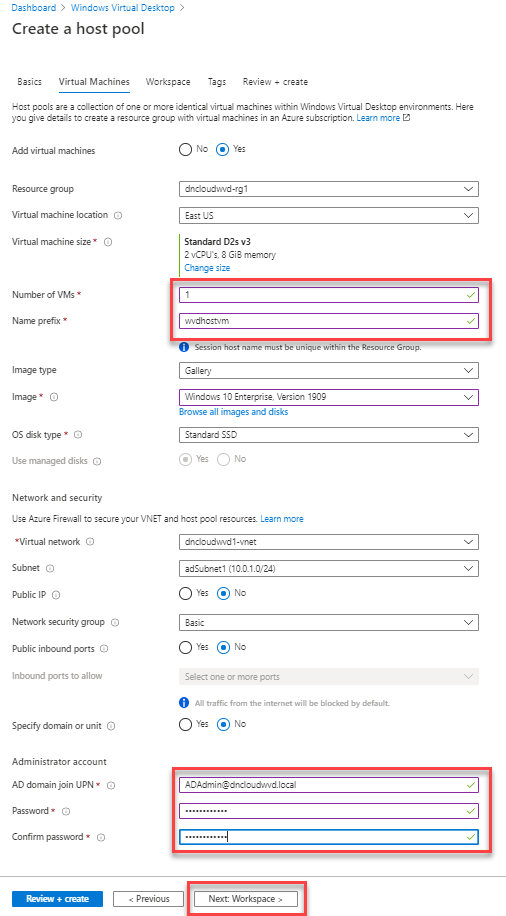 Dashboard > Windows Virtual Desktop >
Create a host pool
Basics Virtual Machines Workspace Tags Review + create
Host pools are a collection of one or more identical virtual machines within Windows Virtual Desktop environments. Here
you give details to create a resource group with virtual machines in an Azure subscription. Learn more
Add virtual machines No Yes
Resource group dncloudwvd-rg1
Virtual machine location East US
Virtual machine size * Standard D2s v3
2 vCPU's, 8 GiB memory
Change size
Number of VMs * 1
Name prefix * wvdhostvm
Session host name must be unique within the Resource Group.
Image type Gallery
Image * Windows 10 Enterprise, Version 1909
Browse all images and disks
OS disk type * Standard SSD
Use managed disks Yes No
Network and security
Use Azure Firewall to secure your VNET and host pool resources. Learn more
*Virtual network dncloudwvd1-vnet
Subnet adSubnet1 (10.0.1.0/24)
Public IP Yes No
Network security group Basic
Public inbound ports Yes No
Inbound ports to allow Select one or more ports
All traffic from the internet will be blocked by default.
Specify domain or unit Yes No
Administrator account
AD domain join UPN * ADAdmin@dncloudwvd.local
Password * ••••••••••••
Confirm password * ••••••••••••
Review + create < Previous Next: Workspace >